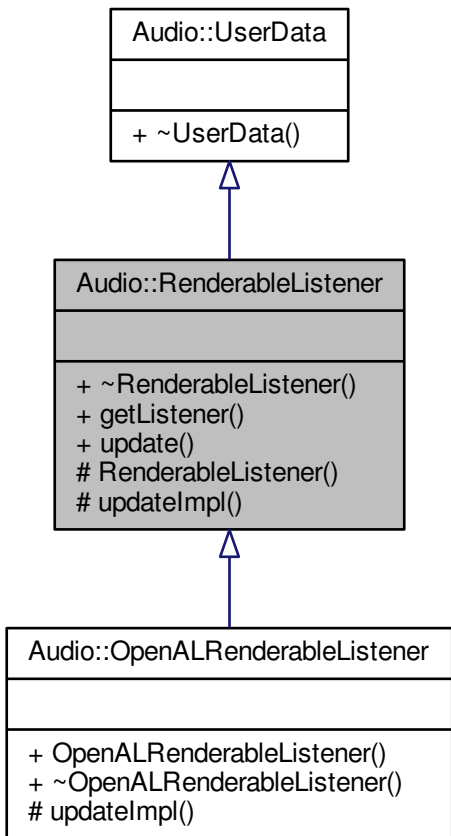 Audio::UserData
+ ~UserData()
Audio::RenderableListener
+ ~RenderableListener()
+ getListener()
+ update()
# RenderableListener()
# updateImpl()
Audio::OpenALRenderableListener
+ OpenALRenderableListener()
+ ~OpenALRenderableListener()
# updateImpl()